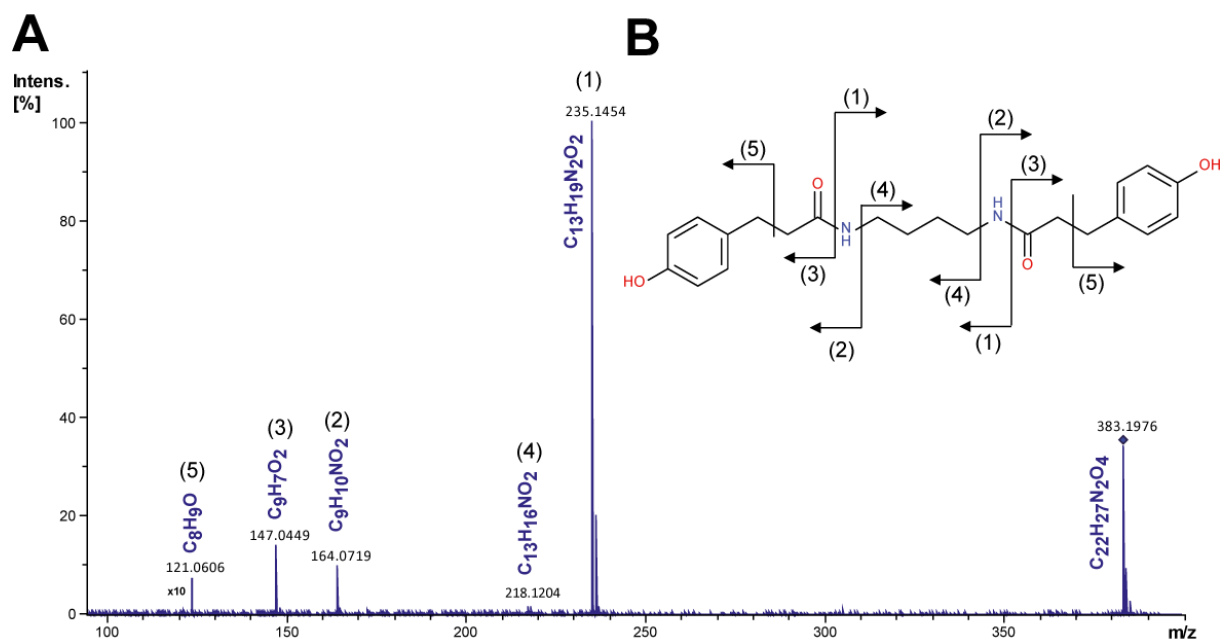 A
B
Intens.
[%]
100
80
60
40
20
0
100
150
200
250
300
350
m/z
(1)
235.1454
C13H19N2O2
(2)
C9H10NO2
164.0719
(3)
C9H7O2
147.0449
(4)
C13H16NO2
218.1204
(5)
C8H9O
121.0606
x10
383.1976
C22H27N2O4
(1)
(2)
(5)
(3)
OH
O
(4)
H
N
N
H
HO
(3)
O
(4)
(5)
(2)
(1)